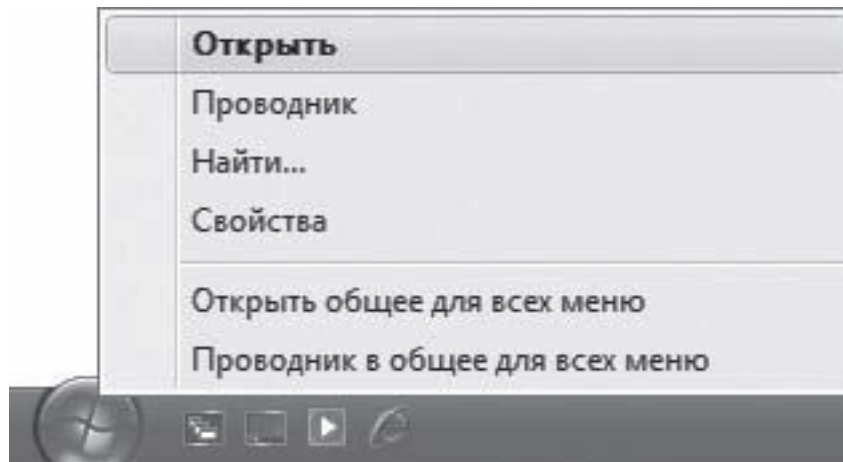 Открыть
Проводник
Найти...
Свойства
Открыть общее для всех меню
Проводник в общее для всех меню